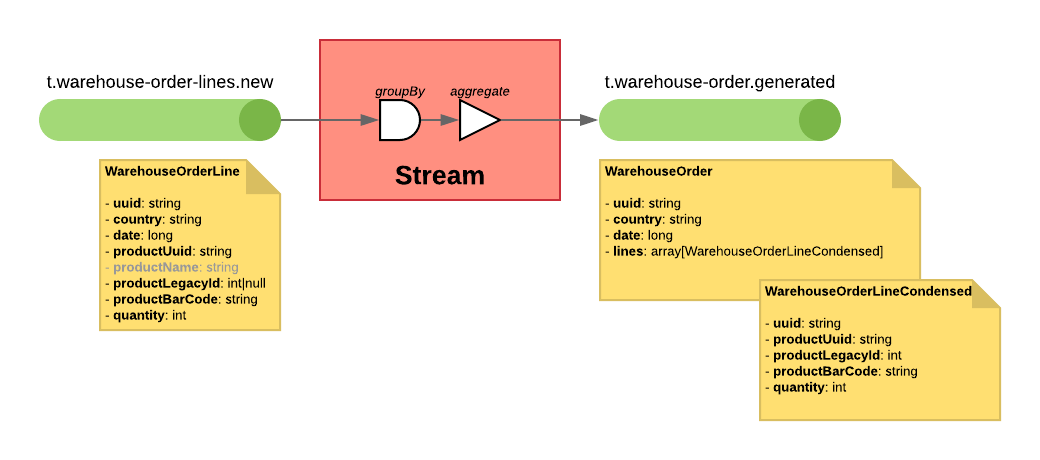 t.warehouse-order-lines.new
groupBy
aggregate
Stream
t.warehouse-order.generated
WarehouseOrderLine
- uuid: string
- country: string
- date: long
- productUuid: string
- productName: string
- productLegacyId: int|null
- productBarCode: string
- quantity: int
WarehouseOrder
- uuid: string
- country: string
- date: long
- lines: array[WarehouseOrderLineCondensed]
WarehouseOrderLineCondensed
- uuid: string
- productUuid: string
- productLegacyId: int
- productBarCode: string
- quantity: int